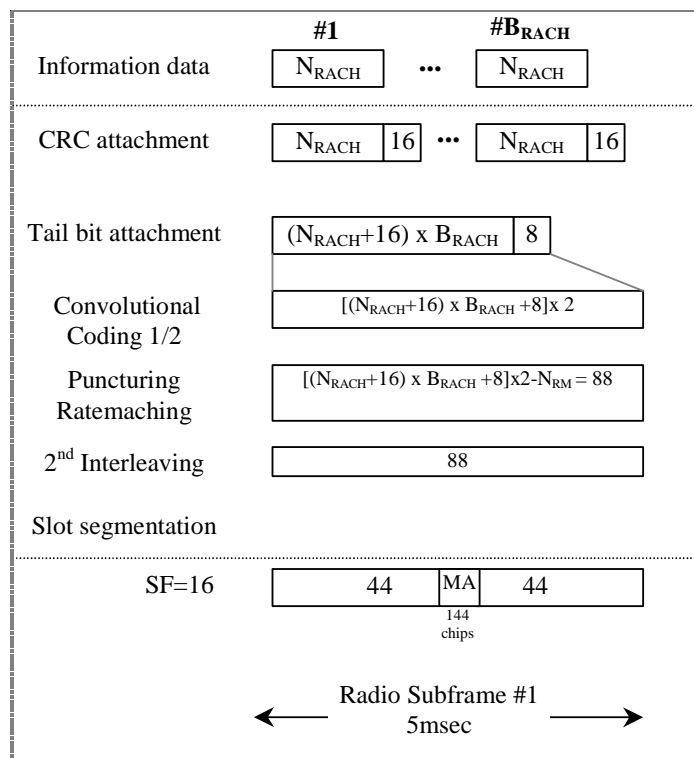 #1 #B_RACH
Information data N_RACH ... N_RACH
CRC attachment N_RACH 16 ... N_RACH 16
Tail bit attachment (N_RACH+16) x B_RACH 8
Convolutional
Coding 1/2
[(N_RACH+16) x B_RACH +8]x 2
Puncturing
Ratemaching
[(N_RACH+16) x B_RACH +8]x2-N_RM = 88
2nd Interleaving 88
Slot segmentation
SF=16 44 MA 44
144
chips
Radio Subframe #1
5msec